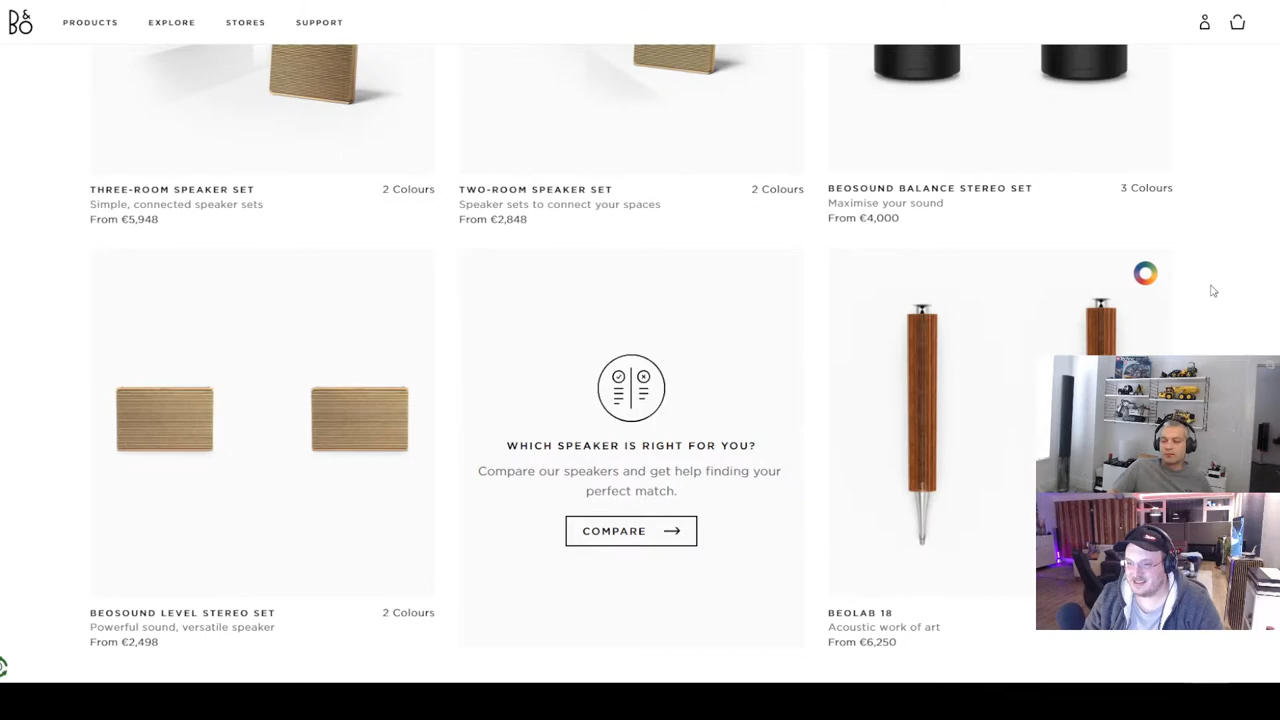 B&O
PRODUCTS EXPLORE STORES SUPPORT
THREE-ROOM SPEAKER SET 2 Colours
Simple, connected speaker sets
From €5,948
TWO-ROOM SPEAKER SET 2 Colours
Speaker sets to connect your spaces
From €2,848
BEOSOUND BALANCE STEREO SET 3 Colours
Maximise your sound
From €4,000
WHICH SPEAKER IS RIGHT FOR YOU?
Compare our speakers and get help finding your
perfect match.
COMPARE
BEOSOUND LEVEL STEREO SET 2 Colours
Powerful sound, versatile speaker
From €2,498
BEOLAB 18
Acoustic work of art
From €6,250